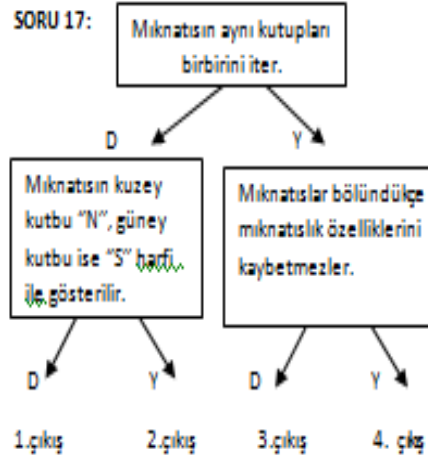 SORU 17:
Mıknatısın aynı kutupları
birbirini iter.
D Y
Mıknatısın kuzey
kutbu “N”, güney
kutbu ise “S” harfi
ile gösterilir.
Mıknatıslar bölündükçe
mıknatıslık özelliklerini
kaybetmezler.
D Y D Y
1.çıkış 2.çıkış 3.çıkış 4. çıkş